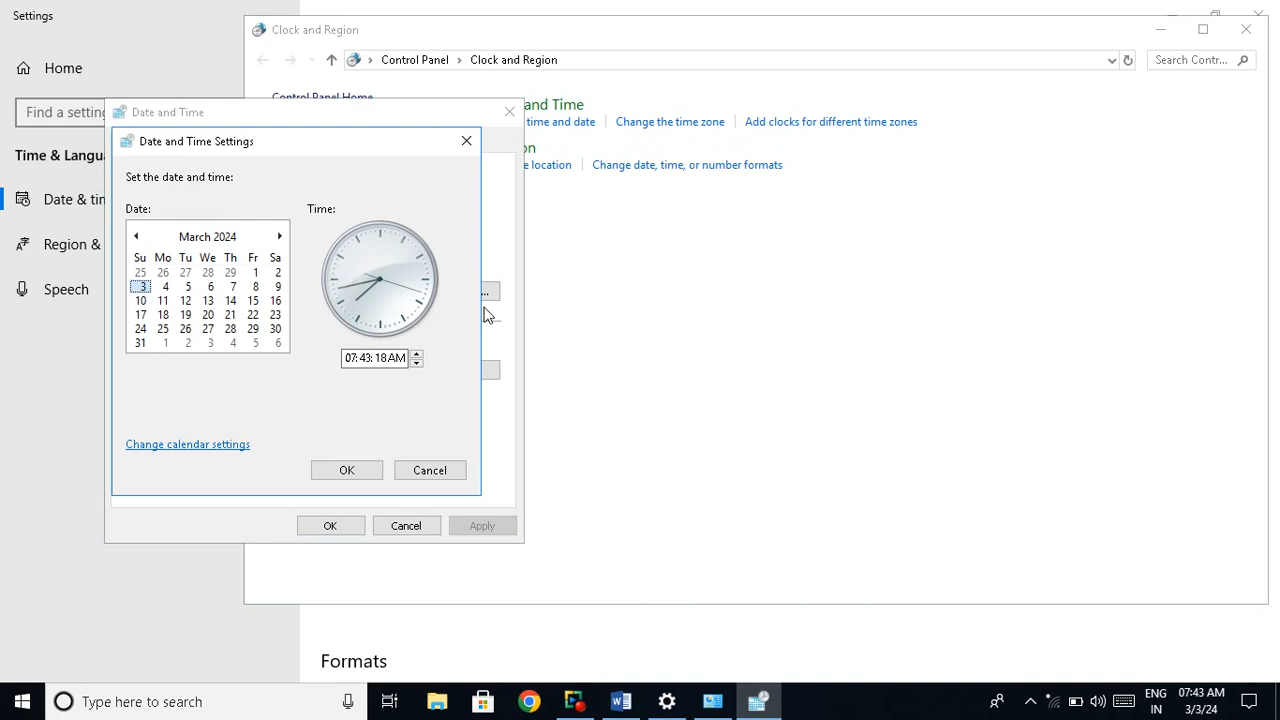 Settings
Home
Find a setting
Time & Langua
Date & tin
Region &
Speech
Clock and Region
Control Panel
Clock and Region
Search Contr...
Control Panel Home
and Time
time and date
Change the time zone
Add clocks for different time zones
on
e location
Change date, time, or number formats
Date and Time
Date and Time Settings
Set the date and time:
Date:
Time:
March 2024
Su Mo Tu We Th Fr Sa
25 26 27 28 29 1 2
3 4 5 6 7 8 9
10 11 12 13 14 15 16
17 18 19 20 21 22 23
24 25 26 27 28 29 30
31 1 2 3 4 5 6
07:43:18 AM
...
Change calendar settings
OK
Cancel
OK
Cancel
Apply
Formats
Type here to search
ENG
IN
07:43 AM
3/3/24